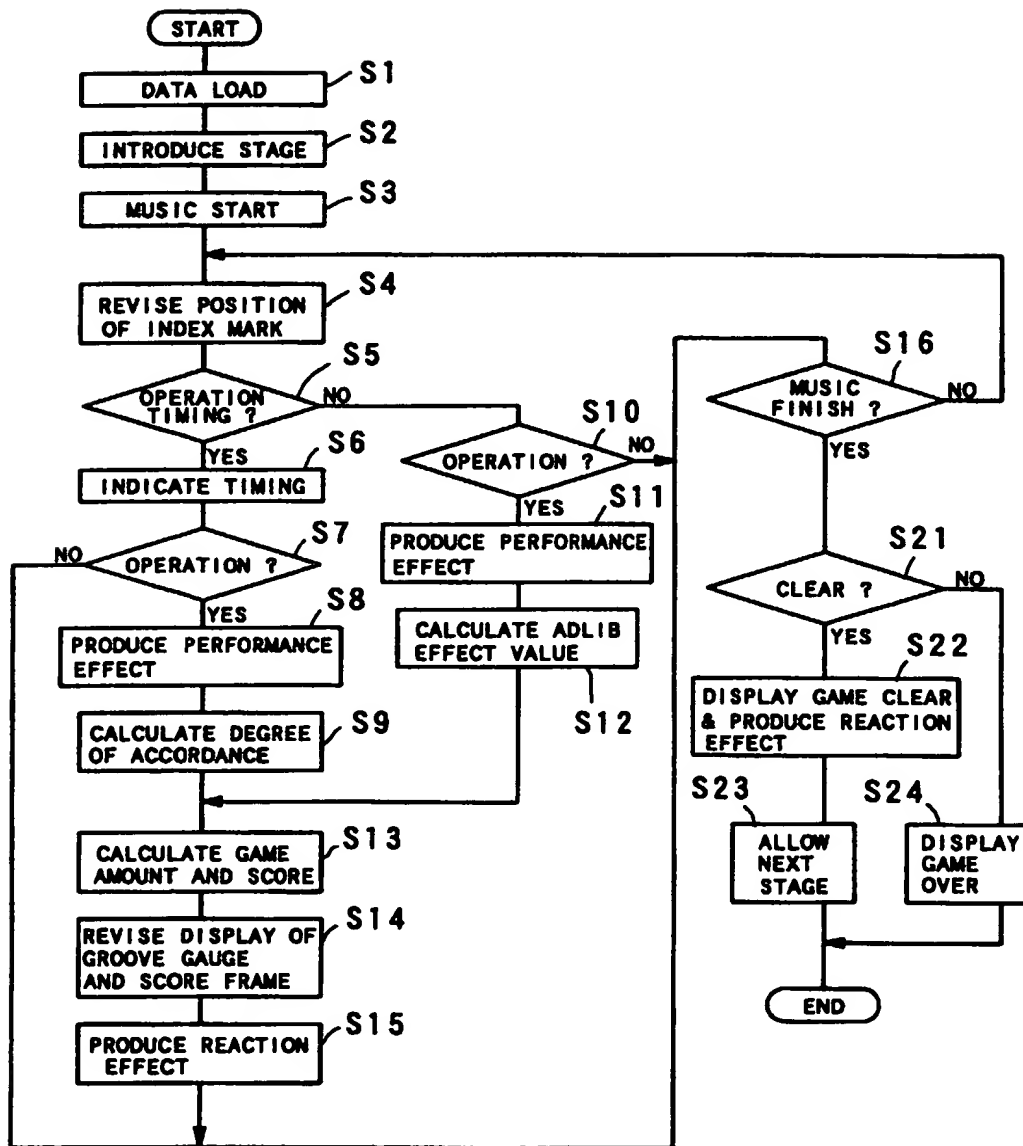 START
S1
DATA LOAD
S2
INTRODUCE STAGE
S3
MUSIC START
S4
REVISE POSITION
OF INDEX MARK
S5
OPERATION
TIMING ?
NO
YES
S6
INDICATE TIMING
S7
NO
OPERATION ?
YES
S8
PRODUCE PERFORMANCE
EFFECT
S9
CALCULATE DEGREE
OF ACCORDANCE
S10
OPERATION ?
NO
YES
S11
PRODUCE PERFORMANCE
EFFECT
CALCULATE ADLIB
EFFECT VALUE
S12
S13
CALCULATE GAME
AMOUNT AND SCORE
S14
REVISE DISPLAY OF
GROOVE GAUGE
AND SCORE FRAME
S15
PRODUCE REACTION
EFFECT
S16
MUSIC
FINISH ?
NO
YES
S21
CLEAR ?
NO
YES
S22
DISPLAY GAME CLEAR
& PRODUCE REACTION
EFFECT
S23
ALLOW
NEXT
STAGE
S24
DISPLAY
GAME
OVER
END